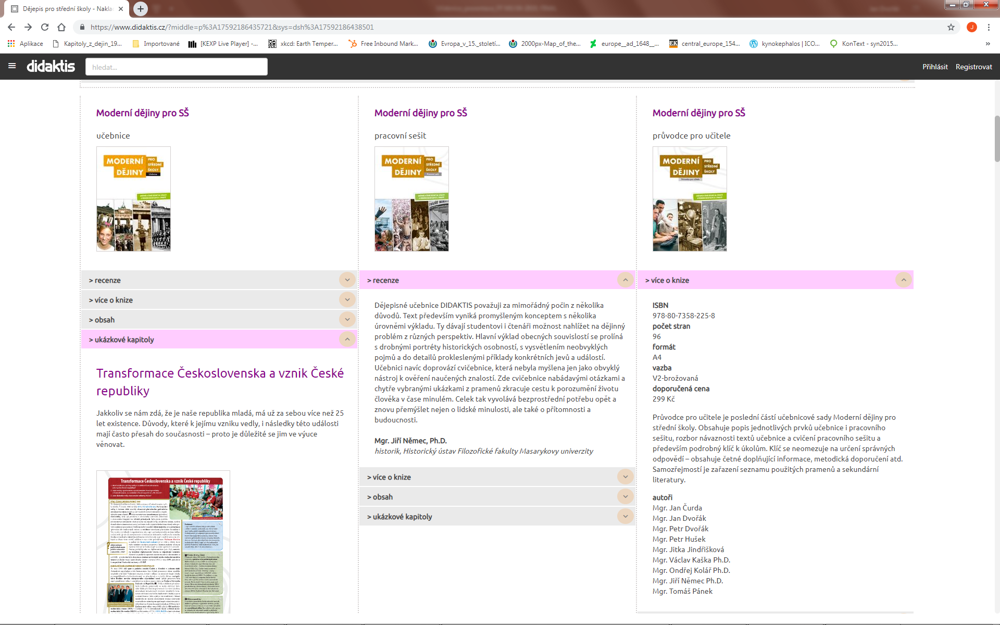 Dějepis pro střední školy - Nakla
https://www.didaktis.cz/?middle=p%3A17592186435721&sys=dsh%3A17592186438501
J
Aplikace
Kapitoly_z_dejin_19...
Importované
[KEXP Live Player] -...
xkcd: Earth Temper...
Free Inbound Mark...
Evropa_v_15._století...
2000px-Map_of_the...
europe__ad_1648__...
EK central_europe_154...
kynokephalos | ICO...
KonText - syn2015...
»
didaktis
hledat...
Přihlásit
Registrovat
Moderní dějiny pro SŠ
učebnice
MODERNÍ DĚJINY
PRO STŘEDNÍ ŠKOLY
Učebnice
> recenze
> více o knize
> obsah
> ukázkové kapitoly
Transformace Československa a vznik České
republiky
Jakkoliv se nám zdá, že je naše republika mladá, má už za sebou více než 25
let existence. Důvody, které k jejímu vzniku vedly, i následky této události
mají často přesah do současnosti – proto je důležité se jim ve výuce
věnovat.
Transformace Československa a vznik České republiky
Moderní dějiny pro SŠ
pracovní sešit
MODERNÍ DĚJINY
PRO STŘEDNÍ ŠKOLY
Pracovní sešit
> recenze
Dějepisné učebnice DIDAKTIS považuji za mimořádný počin z několika
důvodů. Text především vyniká promyšleným konceptem s několika
úrovněmi výkladu. Ty dávají studentovi i čtenáři možnost nahlížet na dějinný
problém z různých perspektiv. Hlavní výklad obecných souvislostí se prolíná
s drobnými portréty historických osobností, s vysvětlením neobvyklých
pojmů a do detailů prokleslenými příklady konkrétních jevů a událostí.
Učebnici navíc doprovází cvičebnice, která nebyla myšlena jen jako obvyklý
nástroj k ověření naučených znalostí. Zde cvičebnice nabádavými otázkami a
chytře vybranými ukázkami z pramenů zkracuje cestu k porozumění životu
člověka v čase minulém. Celek tak vyvolává bezprostřední potřebu opět a
znovu přemýšlet nejen o lidské minulosti, ale také o přítomnosti a
budoucnosti.
Mgr. Jiří Němec, Ph.D.
historik, Historický ústav Filozofické fakulty Masarykovy univerzity
> více o knize
> obsah
> ukázkové kapitoly
Moderní dějiny pro SŠ
průvodce pro učitele
MODERNÍ DĚJINY
PRO STŘEDNÍ ŠKOLY
Průvodce pro učitele
> více o knize
ISBN
978-80-7358-225-8
počet stran
96
formát
A4
vazba
V2-brožovaná
doporučená cena
299 Kč
Průvodce pro učitele je poslední částí učebnicové sady Moderní dějiny pro
střední školy. Obsahuje popis jednotlivých prvků učebnice i pracovního
sešitu, rozbor návaznosti textů učebnice a cvičení pracovního sešitu a
především podrobný klíč k úkolům. Klíč se neomezuje na určení správných
odpovědí – obsahuje četné doplňující informace, metodická doporučení atd.
Samozřejmostí je zařazení seznamu použitých pramenů a sekundární
literatury.
autoři
Mgr. Jan Čurda
Mgr. Jan Dvořák
Mgr. Petr Dvořák
Mgr. Petr Hušek
Mgr. Jitka Jindřišková
Mgr. Václav Kaška Ph.D.
Mgr. Ondřej Kolář Ph.D.
Mgr. Jiří Němec Ph.D.
Mgr. Tomáš Pánek